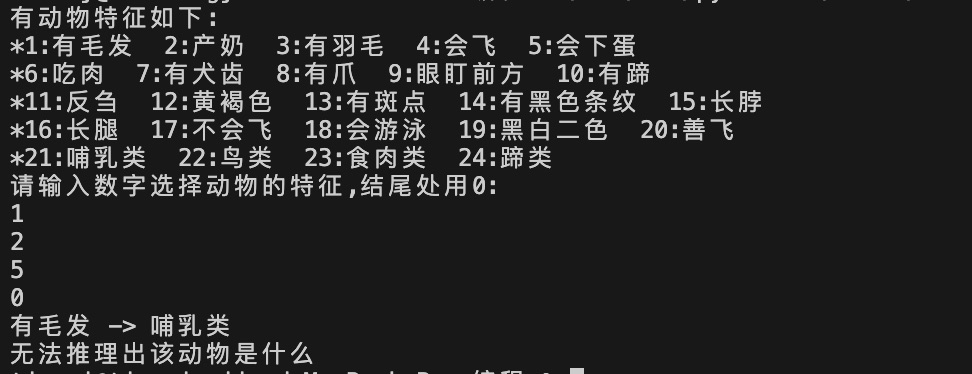 有动物特征如下:
*1:有毛发 2:产奶 3:有羽毛 4:会飞 5:会下蛋
*6:吃肉 7:有犬齿 8:有爪 9:眼盯前方 10:有蹄
*11:反刍 12:黄褐色 13:有斑点 14:有黑色条纹 15:长脖
*16:长腿 17:不会飞 18:会游泳 19:黑白二色 20:善飞
*21:哺乳类 22:鸟类 23:食肉类 24:蹄类
请输入数字选择动物的特征,结尾处用0:
1
2
5
0
有毛发 -> 哺乳类
无法推理出该动物是什么